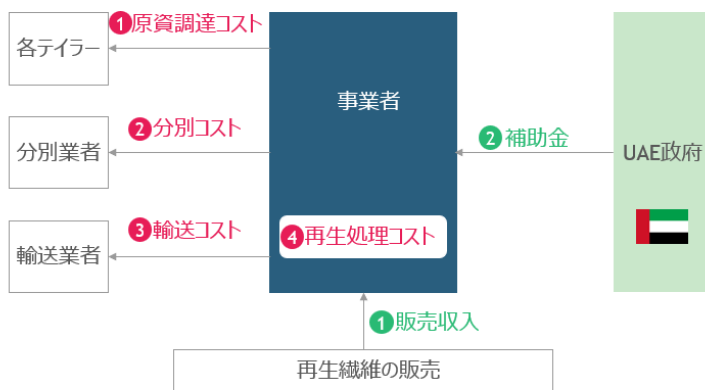 ❶原資調達コスト
各テイラー
事業者
❷分別コスト
分別業者
❷補助金
UAE政府
❸輸送コスト
輸送業者
❹再生処理コスト
❶販売収入
再生繊維の販売